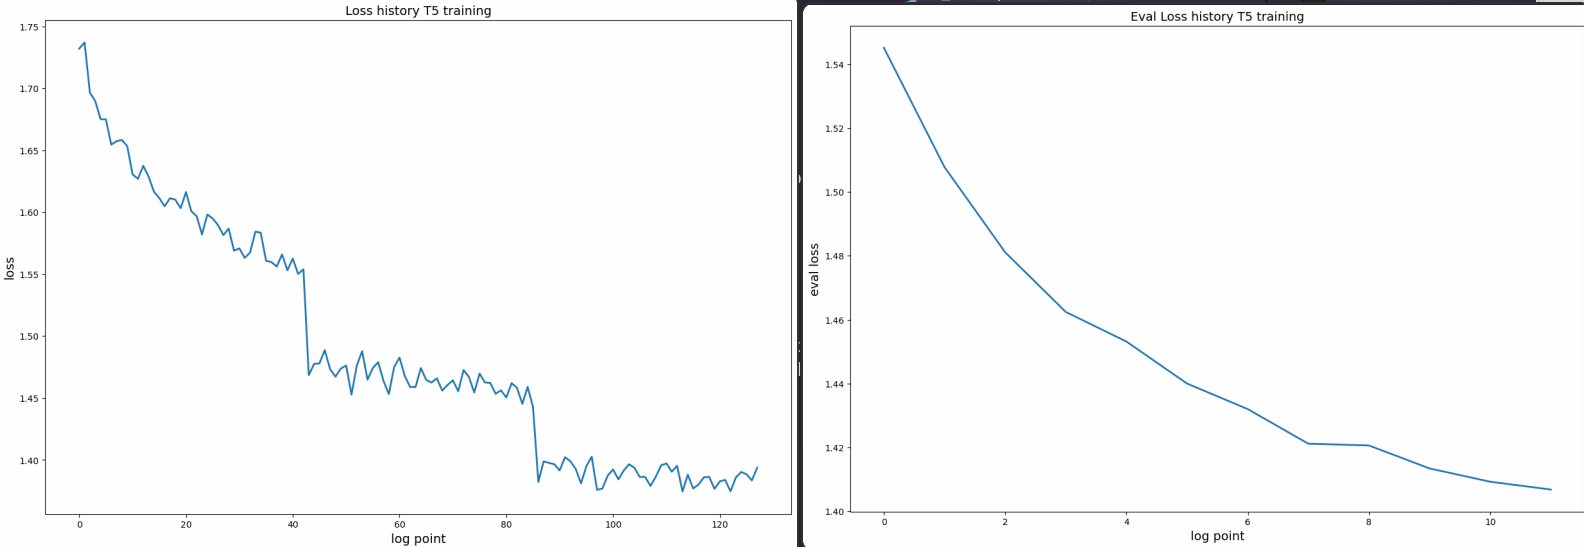 Loss history T5 training
1.75
1.70
1.65
1.60
1.55
1.50
1.45
1.40
loss
0 20 40 60 80 100 120
log point
Eval Loss history T5 training
1.54
1.52
1.50
1.48
1.46
1.44
1.42
1.40
eval loss
0 2 4 6 8 10
log point